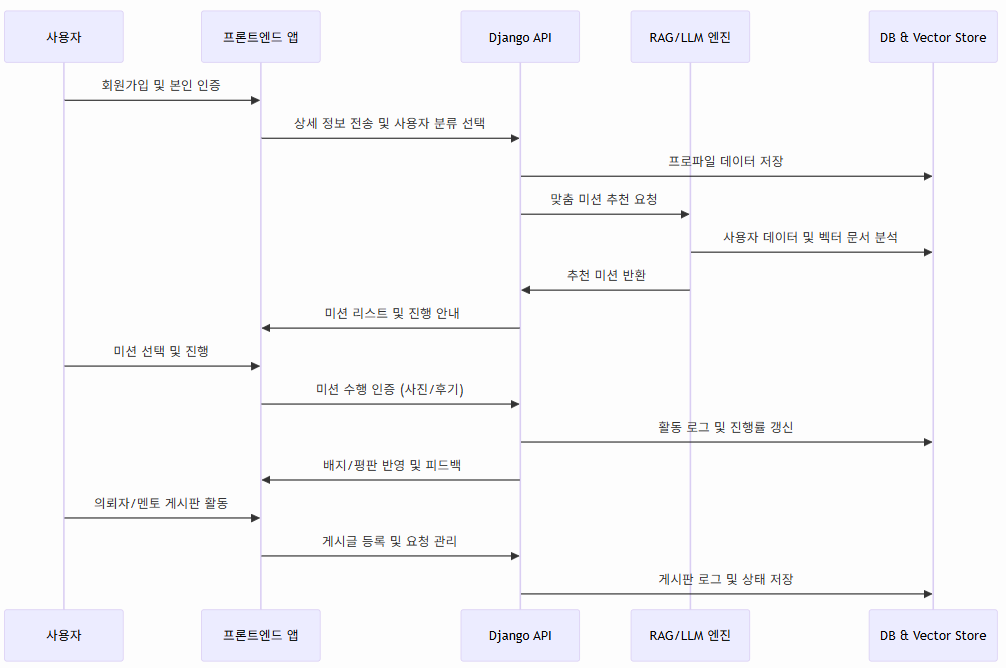 사용자
프론트엔드 앱
Django API
RAG/LLM 엔진
DB & Vector Store
회원가입 및 본인 인증
상세 정보 전송 및 사용자 분류 선택
프로파일 데이터 저장
맞춤 미션 추천 요청
사용자 데이터 및 벡터 문서 분석
추천 미션 반환
미션 리스트 및 진행 안내
미션 선택 및 진행
미션 수행 인증 (사진/후기)
활동 로그 및 진행률 갱신
배지/평판 반영 및 피드백
의뢰자/멘토 게시판 활동
게시글 등록 및 요청 관리
게시판 로그 및 상태 저장
사용자
프론트엔드 앱
Django API
RAG/LLM 엔진
DB & Vector Store